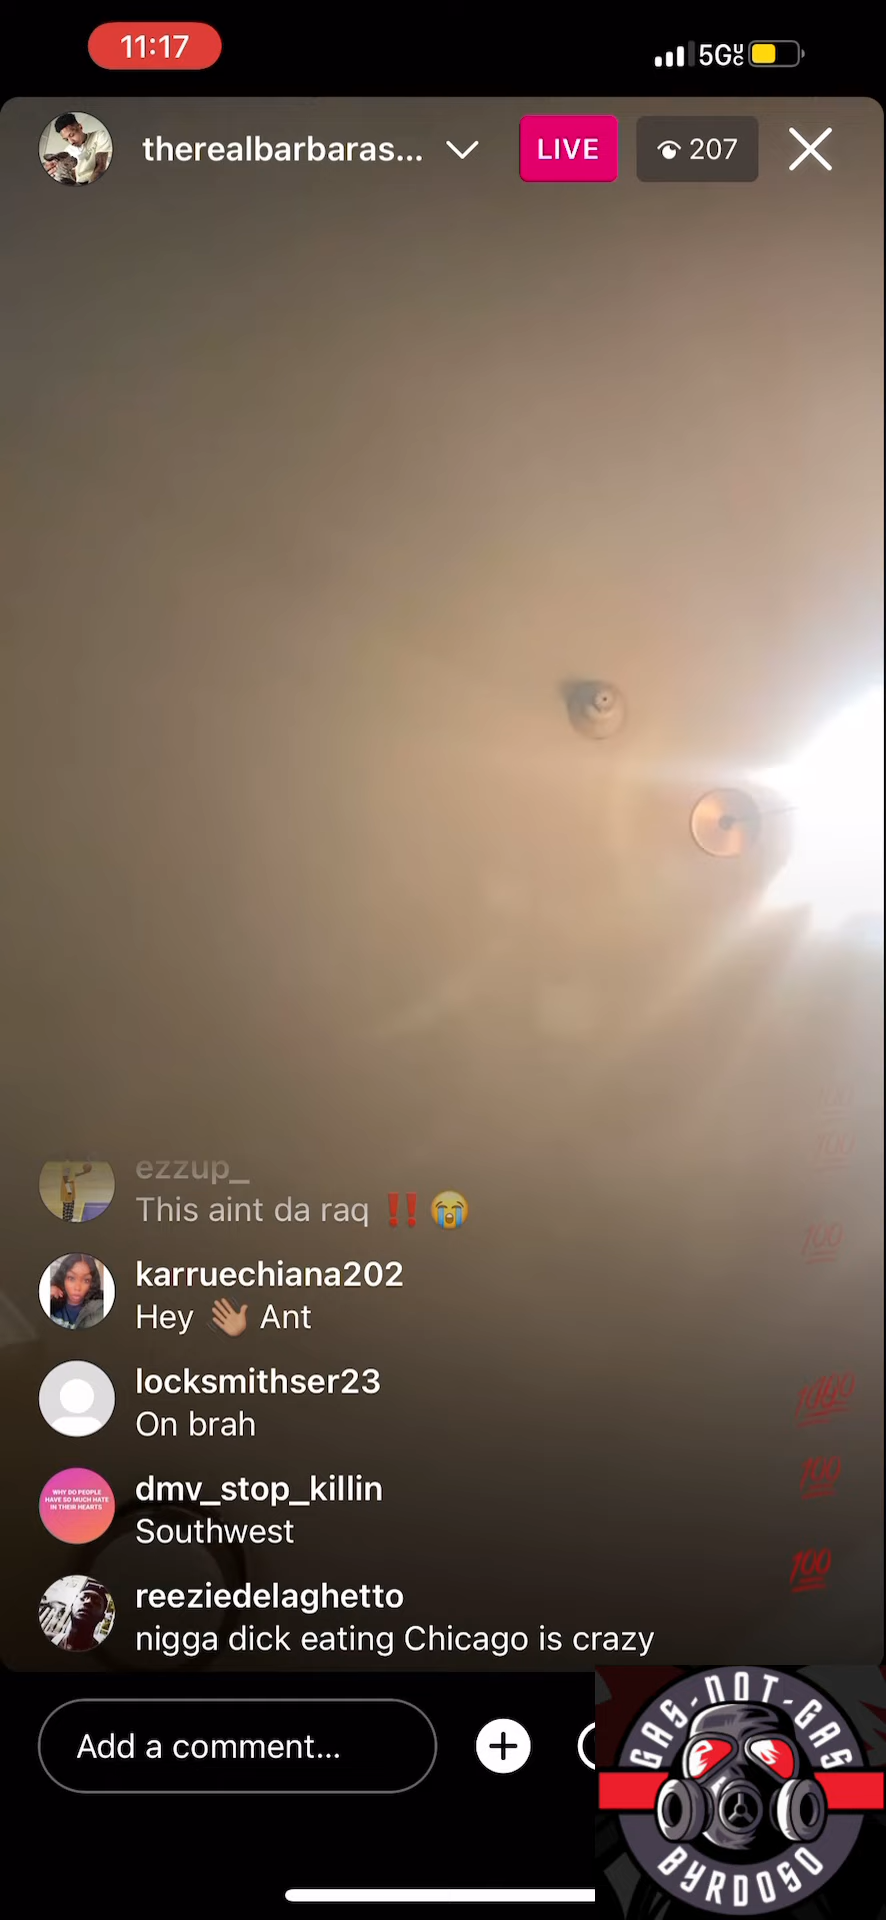 11:17
5G UC
therealbarbaras...
LIVE
207
ezzup_
This aint da raq ‼️😭
karruechiana202
Hey 👋🏽 Ant
locksmithser23
On brah
WHY DO PEOPLE
HAVE SO MUCH HATE
IN THEIR HEARTS
dmv_stop_killin
Southwest
reeziedelaghetto
nigga dick eating Chicago is crazy
💯
💯
💯
💯
💯
💯
Add a comment...
GAS-NOT-GAS
BYRDOSO